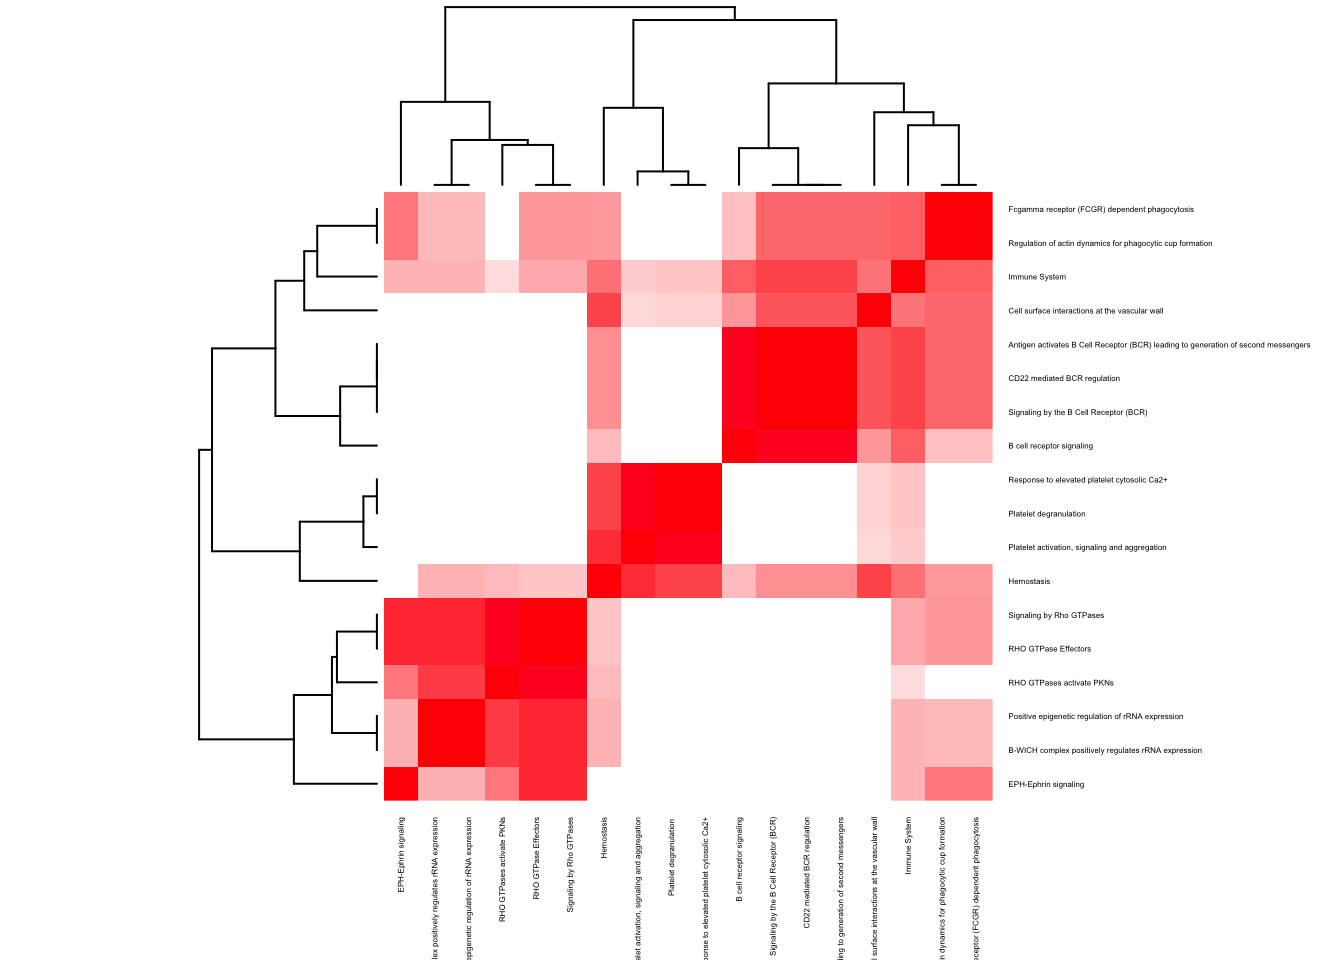 Fcgamma receptor (FCGR) dependent phagocytosis
Regulation of actin dynamics for phagocytic cup formation
Immune System
Cell surface interactions at the vascular wall
Antigen activates B Cell Receptor (BCR) leading to generation of second messengers
CD22 mediated BCR regulation
Signaling by the B Cell Receptor (BCR)
B cell receptor signaling
Response to elevated platelet cytosolic Ca2+
Platelet degranulation
Platelet activation, signaling and aggregation
Hemostasis
Signaling by Rho GTPases
RHO GTPase Effectors
RHO GTPases activate PKNs
Positive epigenetic regulation of rRNA expression
B-WICH complex positively regulates rRNA expression
EPH-Ephrin signaling
EPH-Ephrin signaling
lex positively regulates rRNA expression
epigenetic regulation of rRNA expression
RHO GTPases activate PKNs
RHO GTPase Effectors
Signaling by Rho GTPases
Hemostasis
elet activation, signaling and aggregation
Platelet degranulation
ponse to elevated platelet cytosolic Ca2+
B cell receptor signaling
Signaling by the B Cell Receptor (BCR)
CD22 mediated BCR regulation
ding to generation of second messengers
l surface interactions at the vascular wall
Immune System
n dynamics for phagocytic cup formation
eceptor (FCGR) dependent phagocytosis